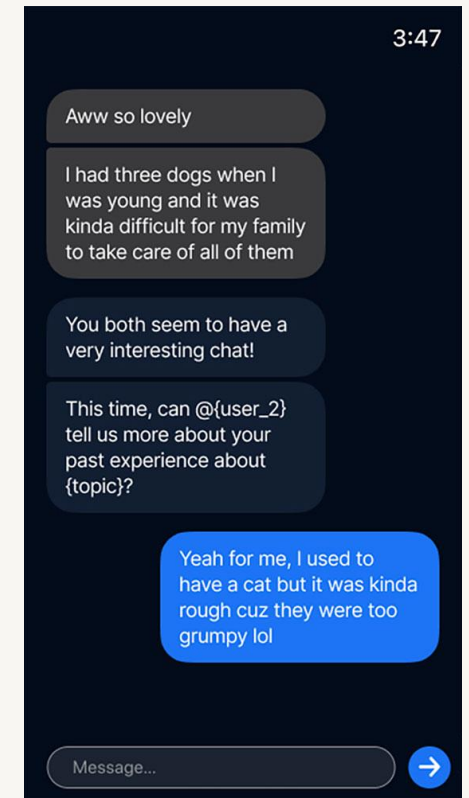 3:47
Aww so lovely
I had three dogs when I
was young and it was
kinda difficult for my family
to take care of all of them
You both seem to have a
very interesting chat!
This time, can @{user_2}
tell us more about your
past experience about
{topic}?
Yeah for me, I used to
have a cat but it was kinda
rough cuz they were too
grumpy lol
Message...